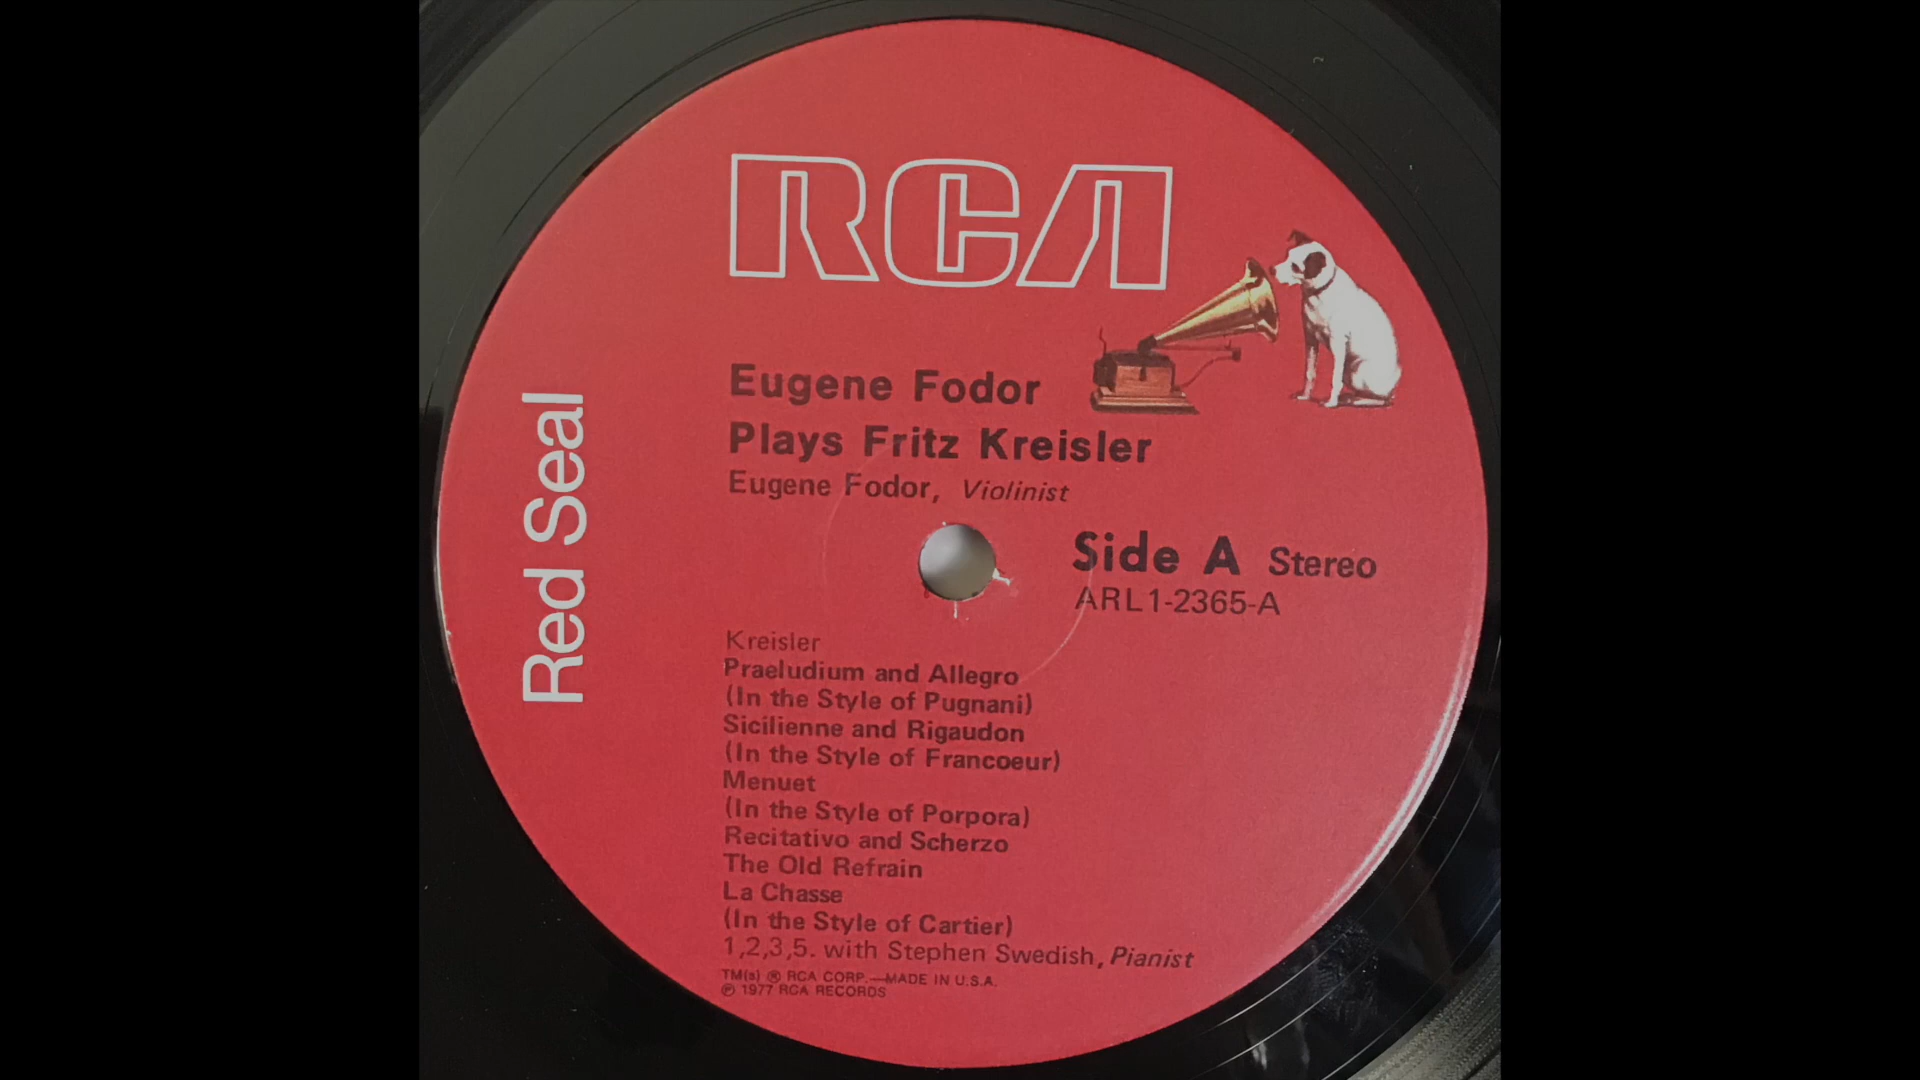 RCA
Eugene Fodor
Plays Fritz Kreisler
Eugene Fodor, Violinist
Red Seal
Side A Stereo
ARL1-2365-A
Kreisler
Praeludium and Allegro
(In the Style of Pugnani)
Sicilienne and Rigaudon
(In the Style of Francoeur)
Menuet
(In the Style of Porpora)
Recitativo and Scherzo
The Old Refrain
La Chasse
(In the Style of Cartier)
1,2,3,5. with Stephen Swedish, Pianist
TM(s) ® RCA CORP.—MADE IN U.S.A.
℗ 1977 RCA RECORDS